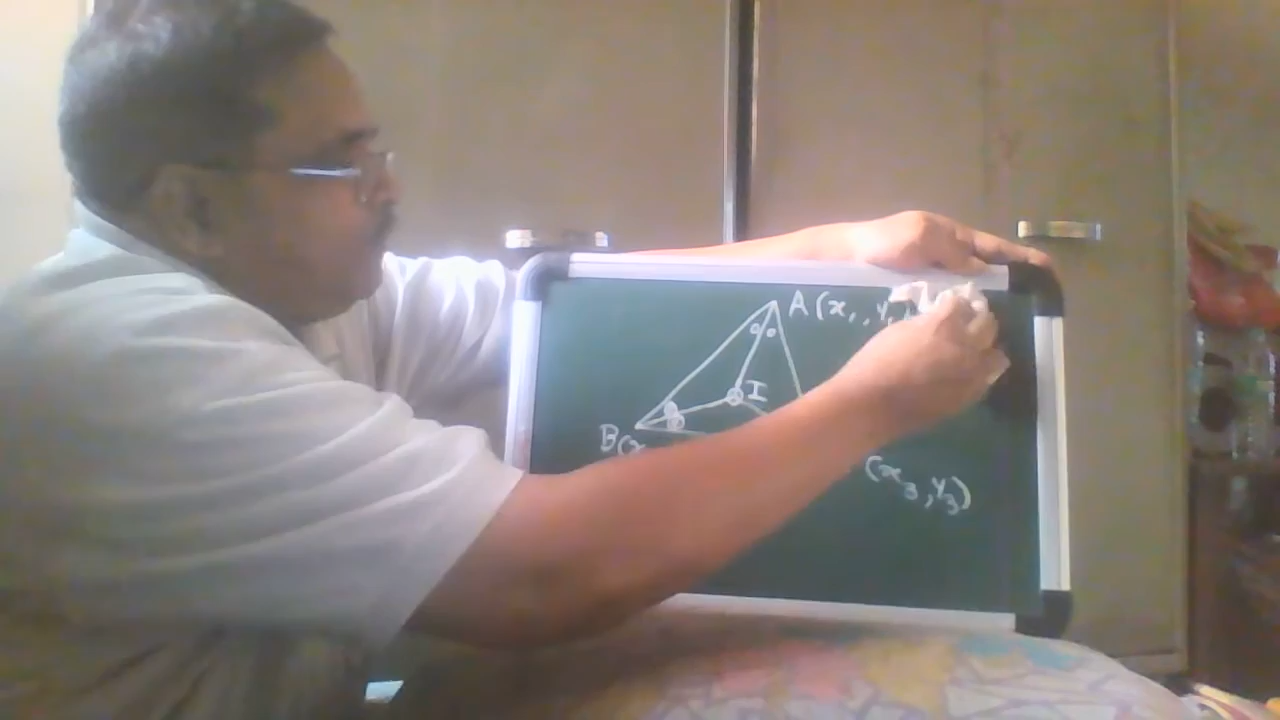 A (x₁, y₁
I
B(x
(x₃, y₃)